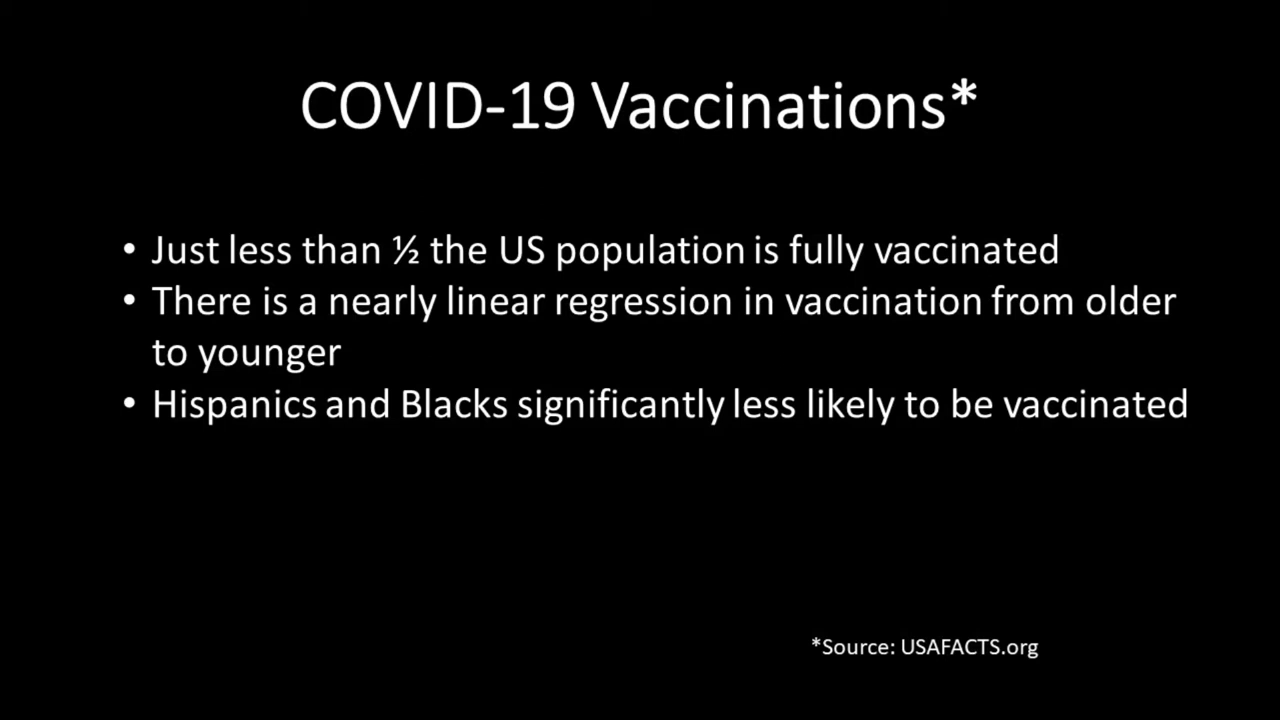 COVID-19 Vaccinations*
• Just less than ½ the US population is fully vaccinated
• There is a nearly linear regression in vaccination from older
to younger
• Hispanics and Blacks significantly less likely to be vaccinated
*Source: USAFACTS.org